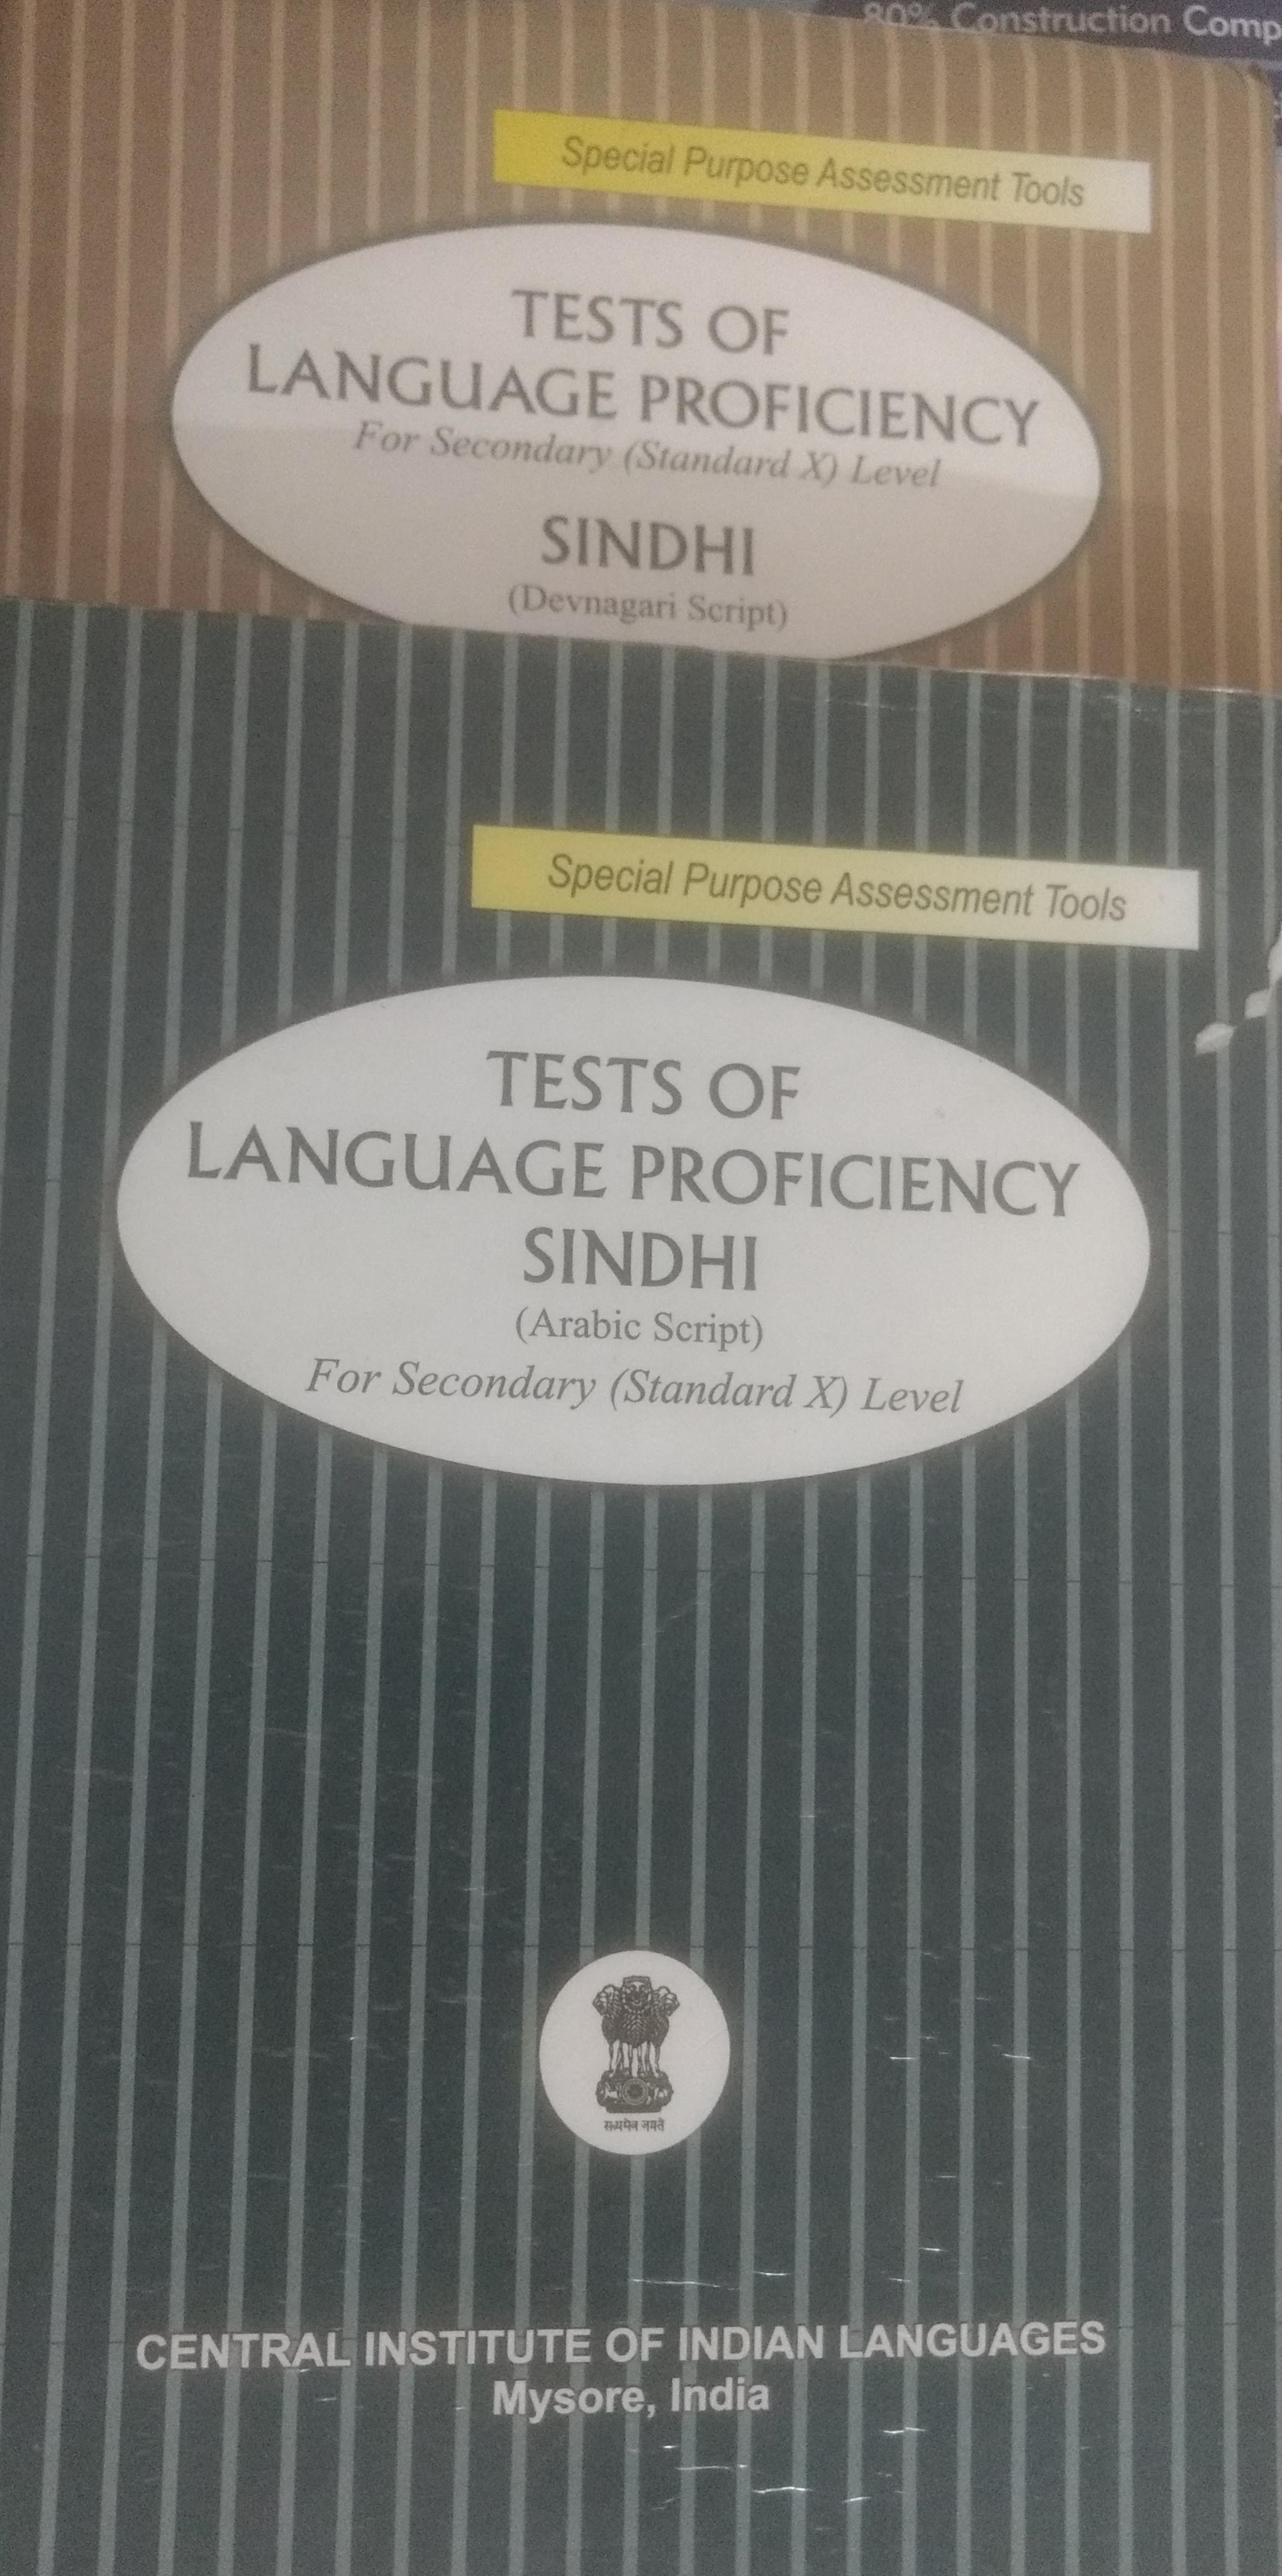 80% Construction Comp
Special Purpose Assessment Tools
TESTS OF
LANGUAGE PROFICIENCY
For Secondary (Standard X) Level
SINDHI
(Devnagari Script)
Special Purpose Assessment Tools
TESTS OF
LANGUAGE PROFICIENCY
SINDHI
(Arabic Script)
For Secondary (Standard X) Level
सत्यमेव जयते
CENTRAL INSTITUTE OF INDIAN LANGUAGES
Mysore, India